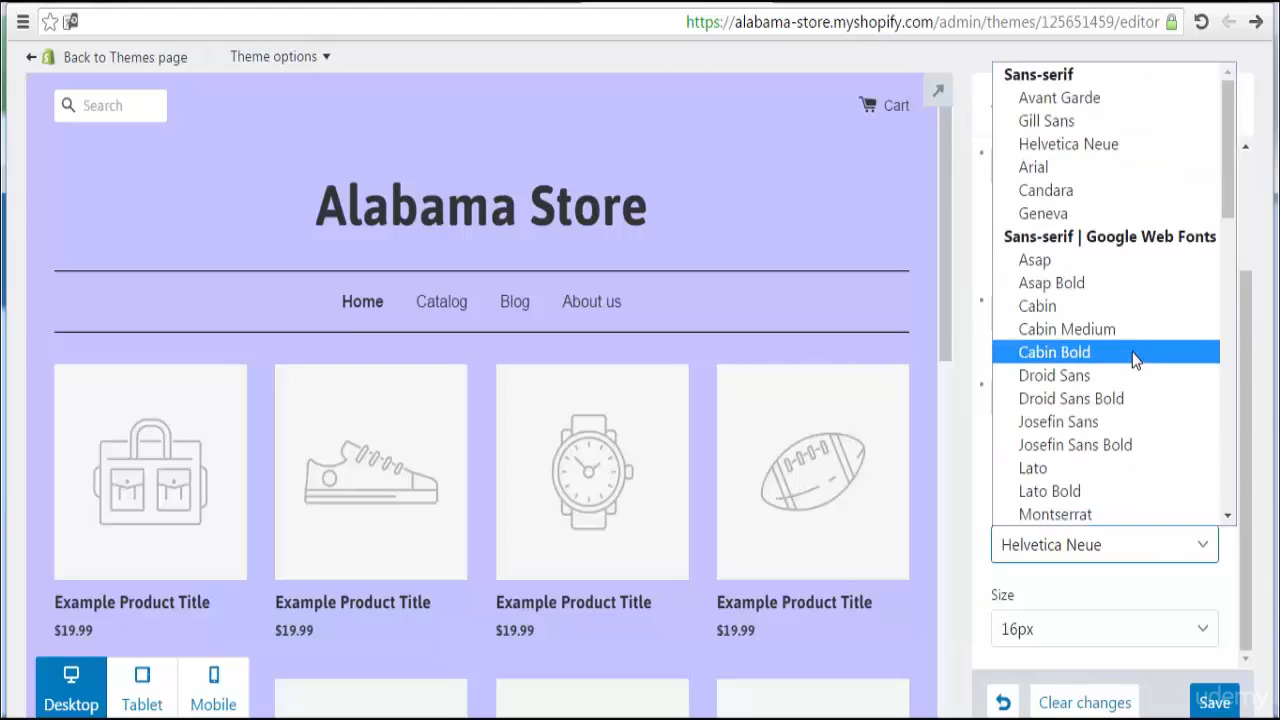 https://alabama-store.myshopify.com/admin/themes/125651459/editor
Back to Themes page
Theme options
Search
Cart
Alabama Store
Home Catalog Blog About us
Example Product Title Example Product Title Example Product Title Example Product Title
$19.99 $19.99 $19.99 $19.99
Desktop Tablet Mobile
Sans-serif
Avant Garde
Gill Sans
Helvetica Neue
Arial
Candara
Geneva
Sans-serif | Google Web Fonts
Asap
Asap Bold
Cabin
Cabin Medium
Cabin Bold
Droid Sans
Droid Sans Bold
Josefin Sans
Josefin Sans Bold
Lato
Lato Bold
Montserrat
Helvetica Neue
Size
16px
Clear changes
Save
udemy